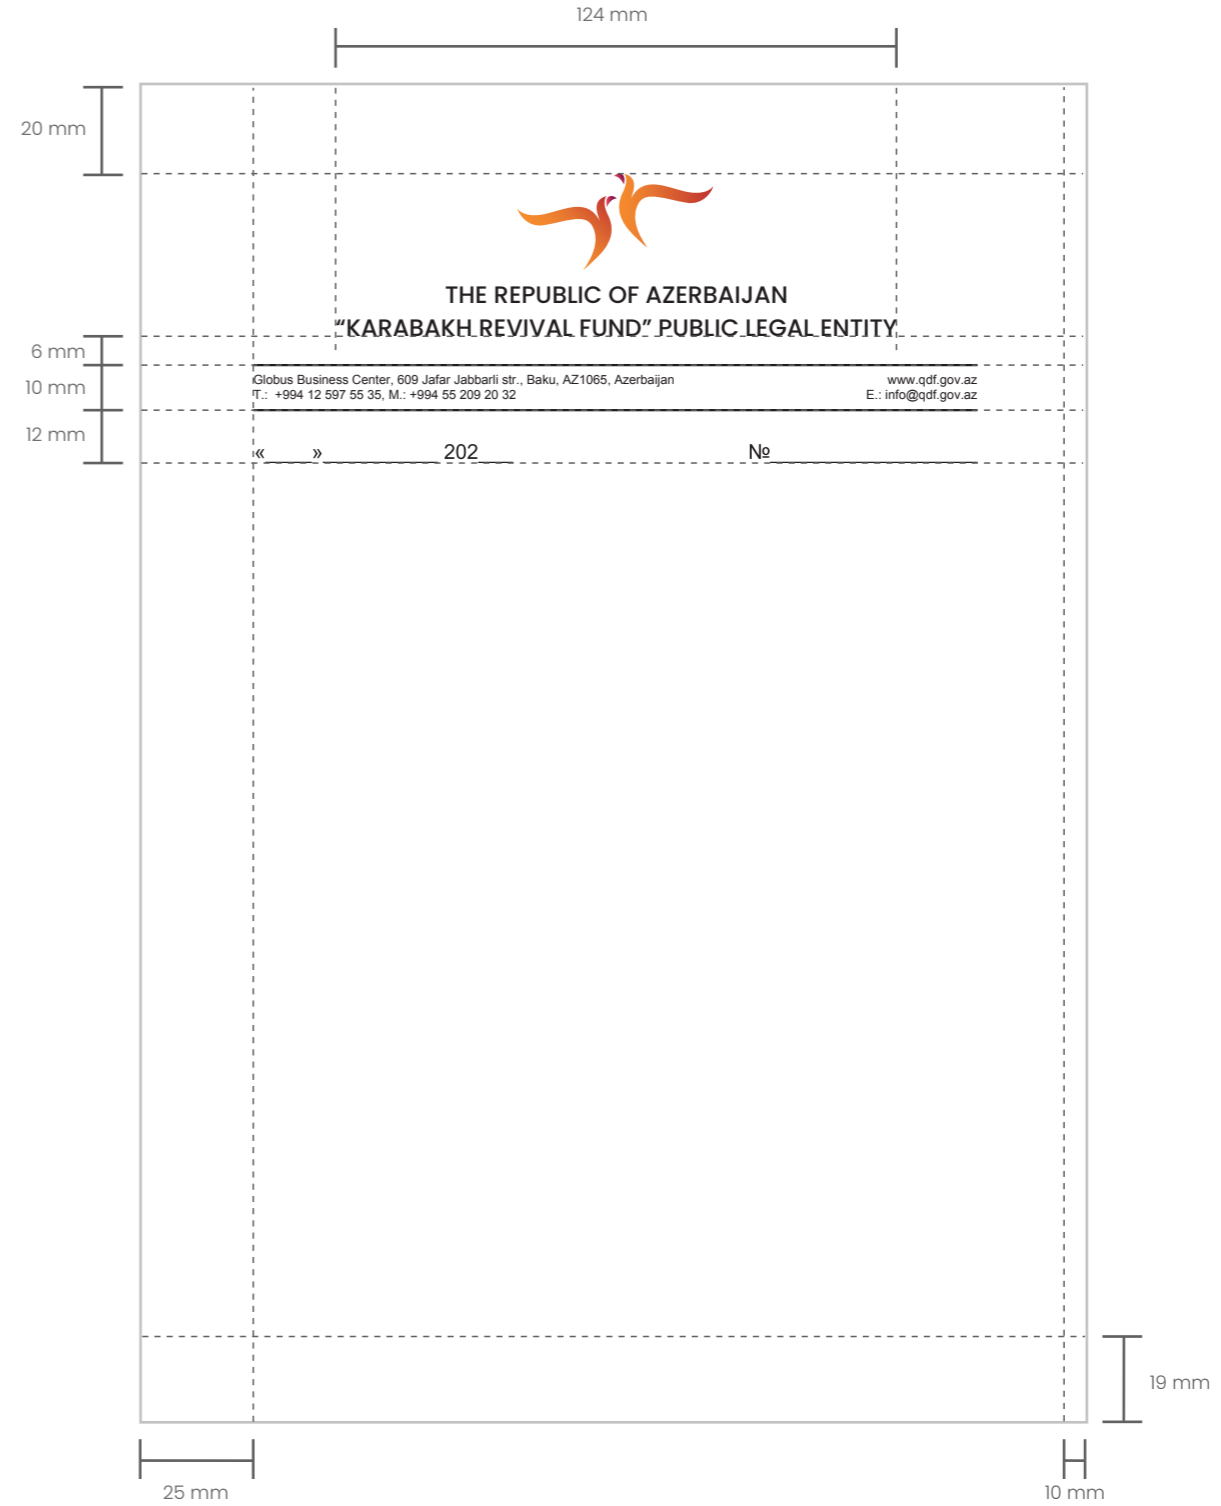 124 mm
20 mm
THE REPUBLIC OF AZERBAIJAN
“KARABAKH REVIVAL FUND” PUBLIC LEGAL ENTITY
6 mm
10 mm
Globus Business Center, 609 Jafar Jabbarli str., Baku, AZ1065, Azerbaijan www.qdf.gov.az
T.: +994 12 597 55 35, M.: +994 55 209 20 32 E.: info@qdf.gov.az
12 mm
«____»__________ 202___ №__________________
19 mm
25 mm 10 mm